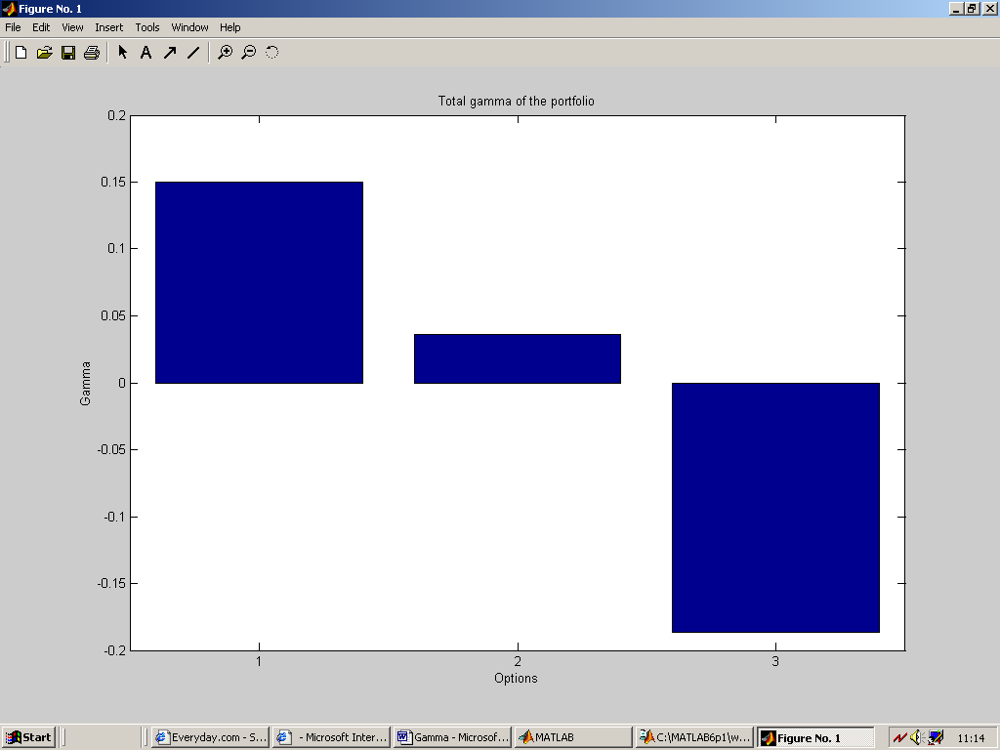 Figure No. 1
File Edit View Insert Tools Window Help
A
Total gamma of the portfolio
0.2
0.15
0.1
0.05
0
-0.05
-0.1
-0.15
-0.2
Gamma
1 2 3
Options
Start Everyday.com - S... - Microsoft Inter... Gamma - Microsof... MATLAB C:\MATLAB6p1\w... Figure No. 1 11:14